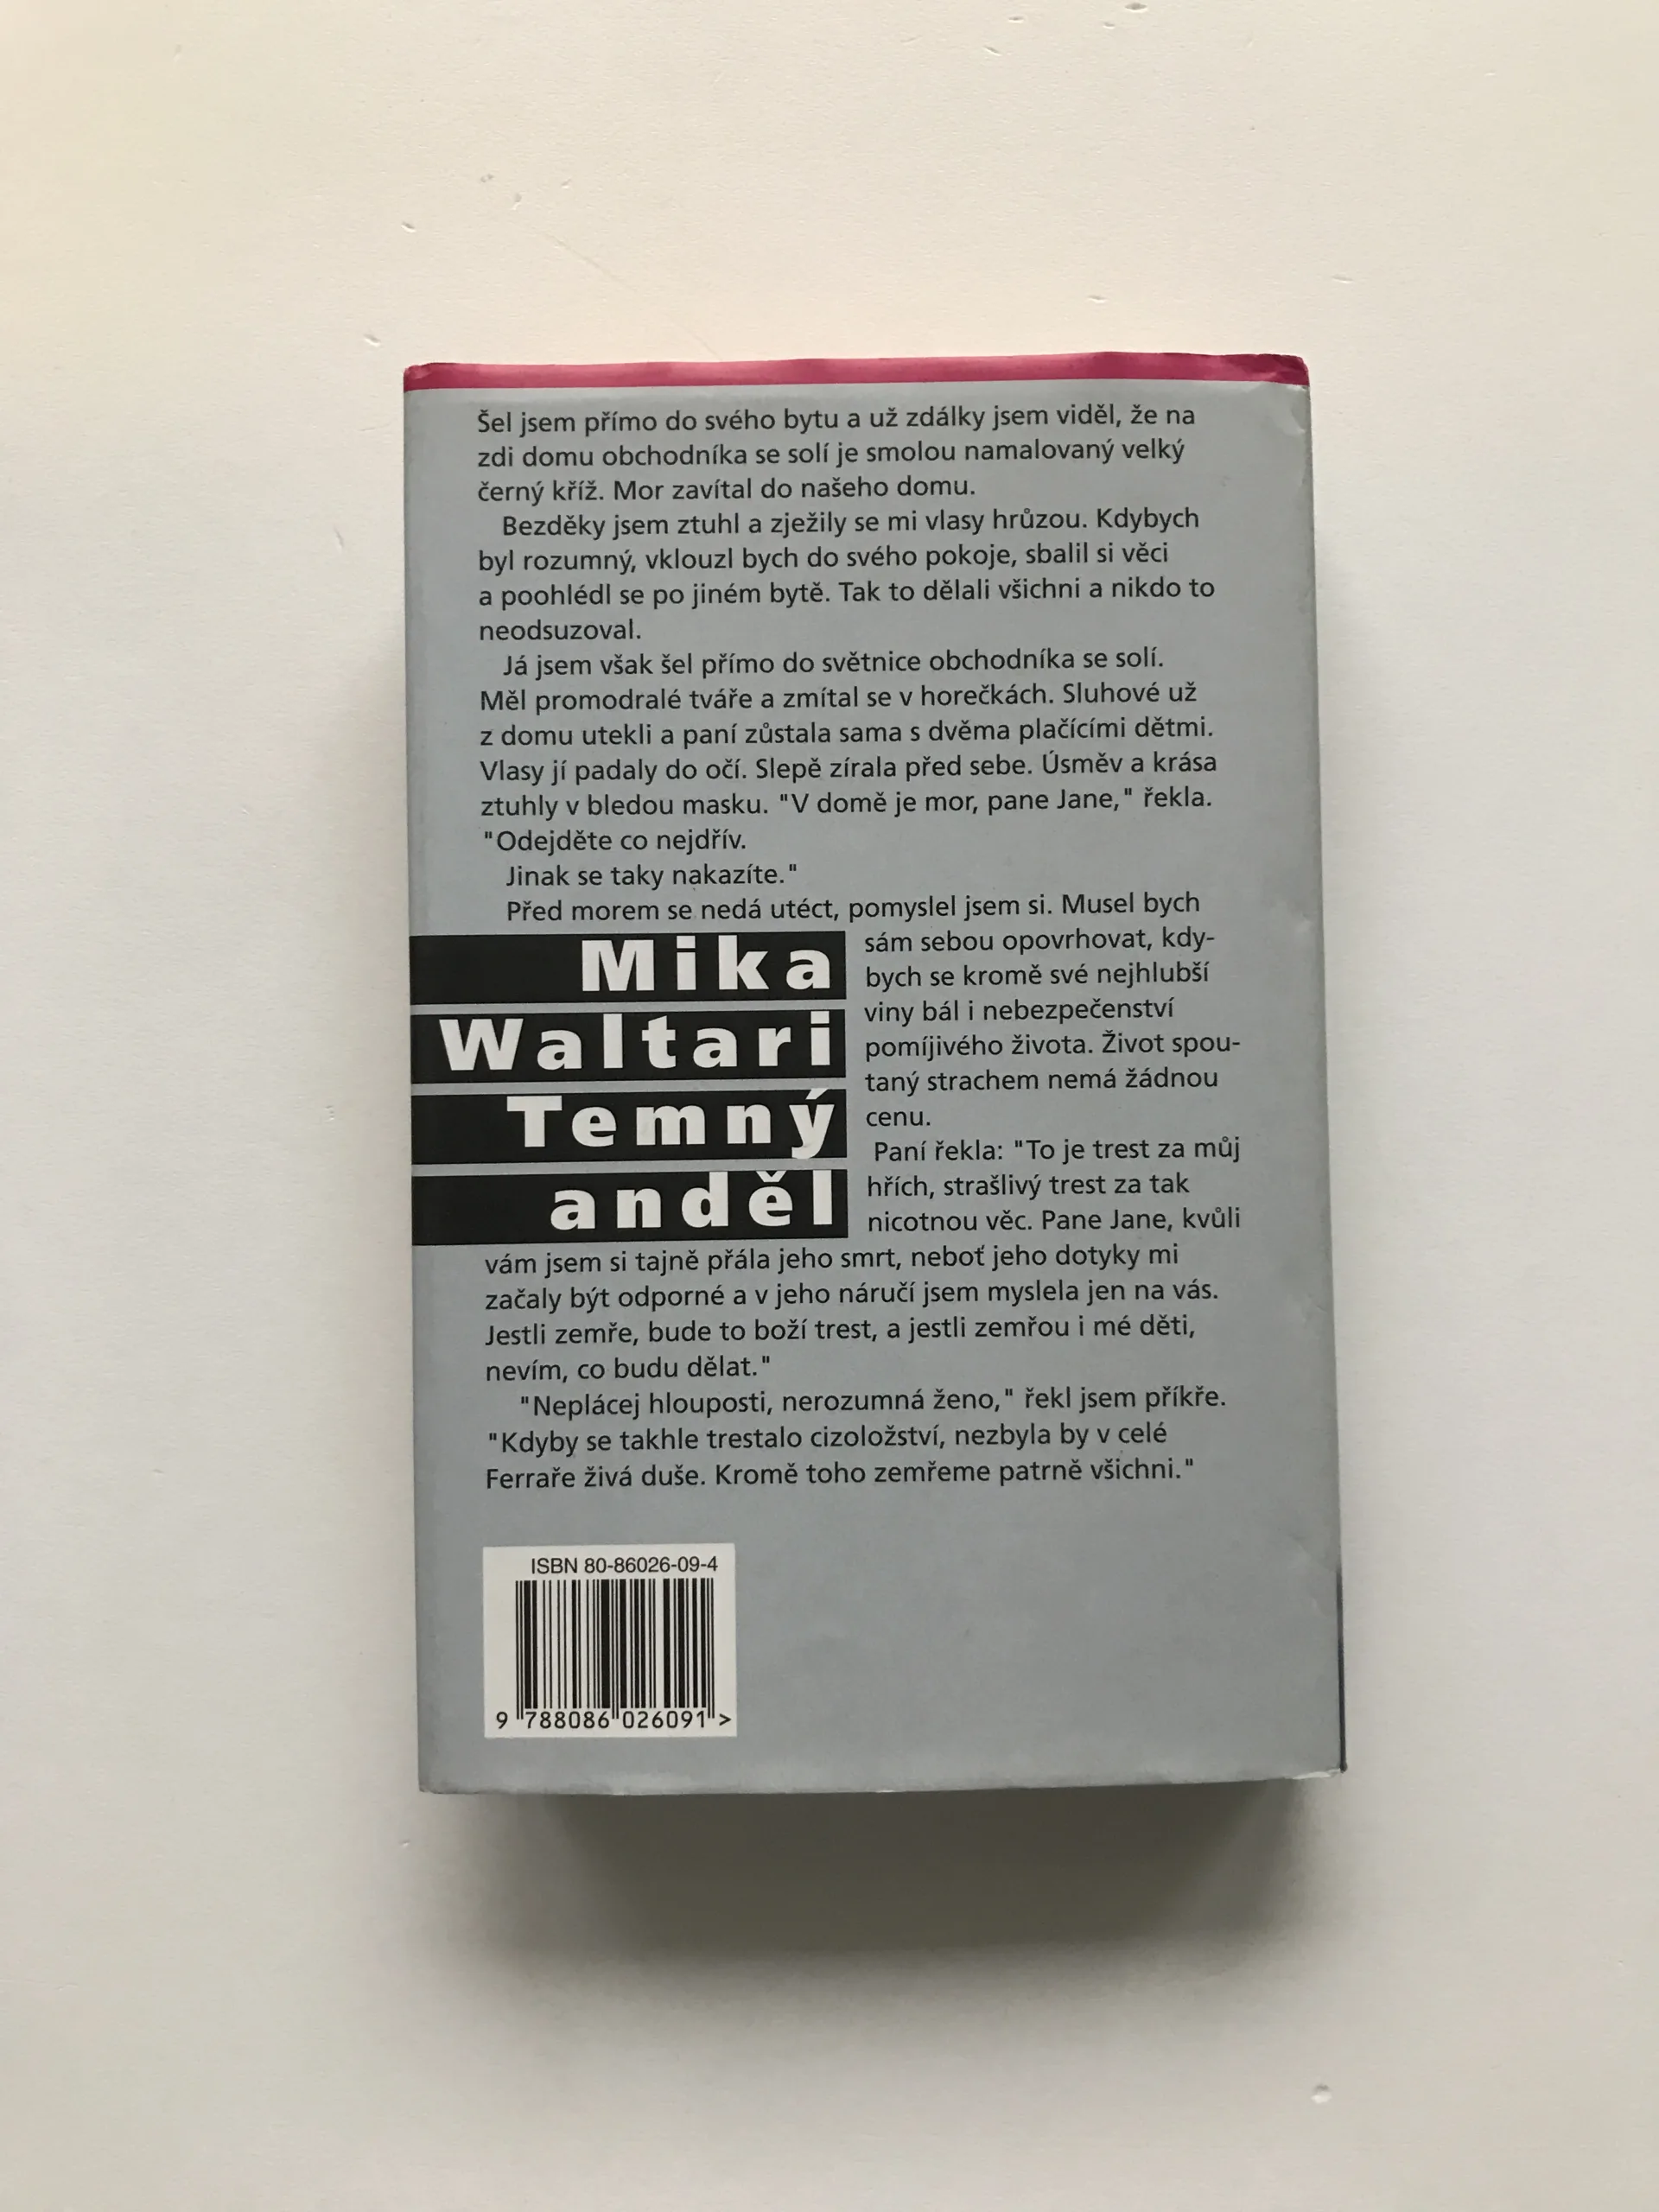 Šel jsem přímo do svého bytu a už zdálky jsem viděl, že na
zdi domu obchodníka se solí je smolou namalovaný velký
černý kříž. Mor zavítal do našeho domu.
Bezděky jsem ztuhl a zježily se mi vlasy hrůzou. Kdybych
byl rozumný, vklouzl bych do svého pokoje, sbalil si věci
a poohlédl se po jiném bytě. Tak to dělali všichni a nikdo to
neodsuzoval.
Já jsem však šel přímo do světnice obchodníka se solí.
Měl promodralé tváře a zmítal se v horečkách. Sluhové už
z domu utekli a paní zůstala sama s dvěma plačícími dětmi.
Vlasy jí padaly do očí. Slepě zírala před sebe. Úsměv a krása
ztuhly v bledou masku. "V domě je mor, pane Jane," řekla.
"Odejděte co nejdřív.
Jinak se taky nakazíte."
Před morem se nedá utéct, pomyslel jsem si. Musel bych
sám sebou opovrhovat, kdy-
bych se kromě své nejhlubší
viny bál i nebezpečenství
pomíjivého života. Život spou-
taný strachem nemá žádnou
cenu.
Paní řekla: "To je trest za můj
hřích, strašlivý trest za tak
nicotnou věc. Pane Jane, kvůli
vám jsem si tajně přála jeho smrt, neboť jeho dotyky mi
začaly být odporné a v jeho náručí jsem myslela jen na vás.
Jestli zemře, bude to boží trest, a jestli zemřou i mé děti,
nevím, co budu dělat."
"Neplácej hlouposti, nerozumná ženo," řekl jsem příkře.
"Kdyby se takhle trestalo cizoložství, nezbyla by v celé
Ferraře živá duše. Kromě toho zemřeme patrně všichni."
Mika
Waltari
Temný
anděl
ISBN 80-86026-09-4
9 788086 026091 >